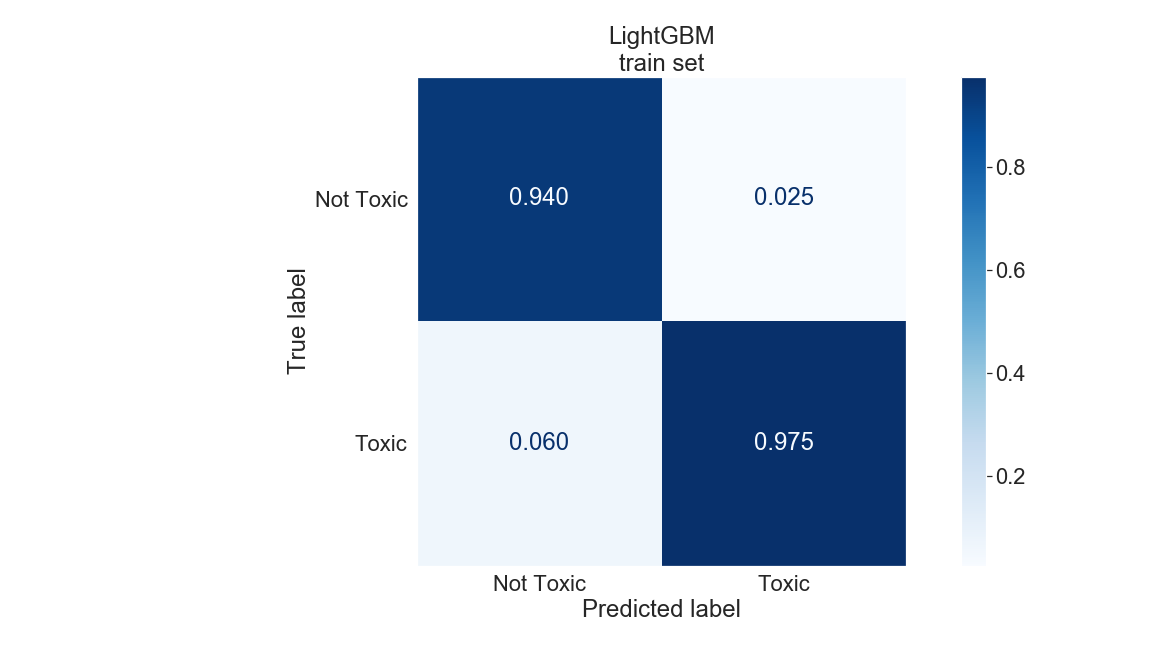 LightGBM
train set
Not Toxic
0.940
0.025
0.8
0.6
True label
0.4
Toxic
0.060
0.975
0.2
Not Toxic
Toxic
Predicted label